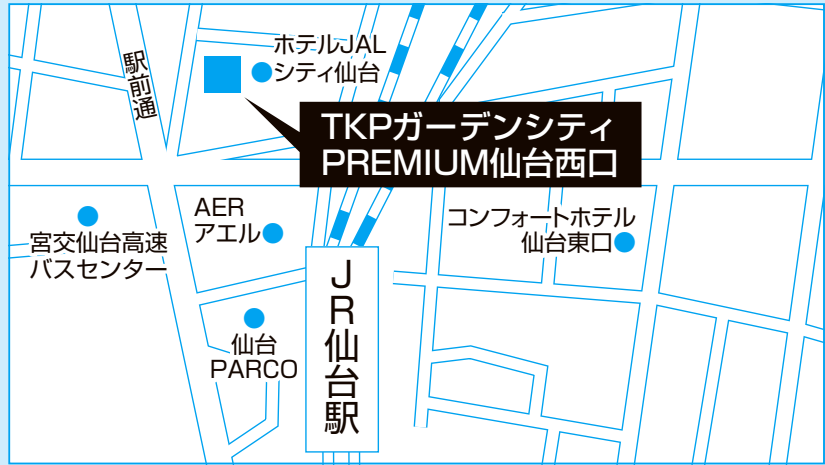 駅前通
ホテルJAL
シティ仙台
TKPガーデンシティ
PREMIUM仙台西口
AER
アエル
コンフォートホテル
仙台東口
宮交仙台高速
バスセンター
JR仙台駅
仙台
PARCO